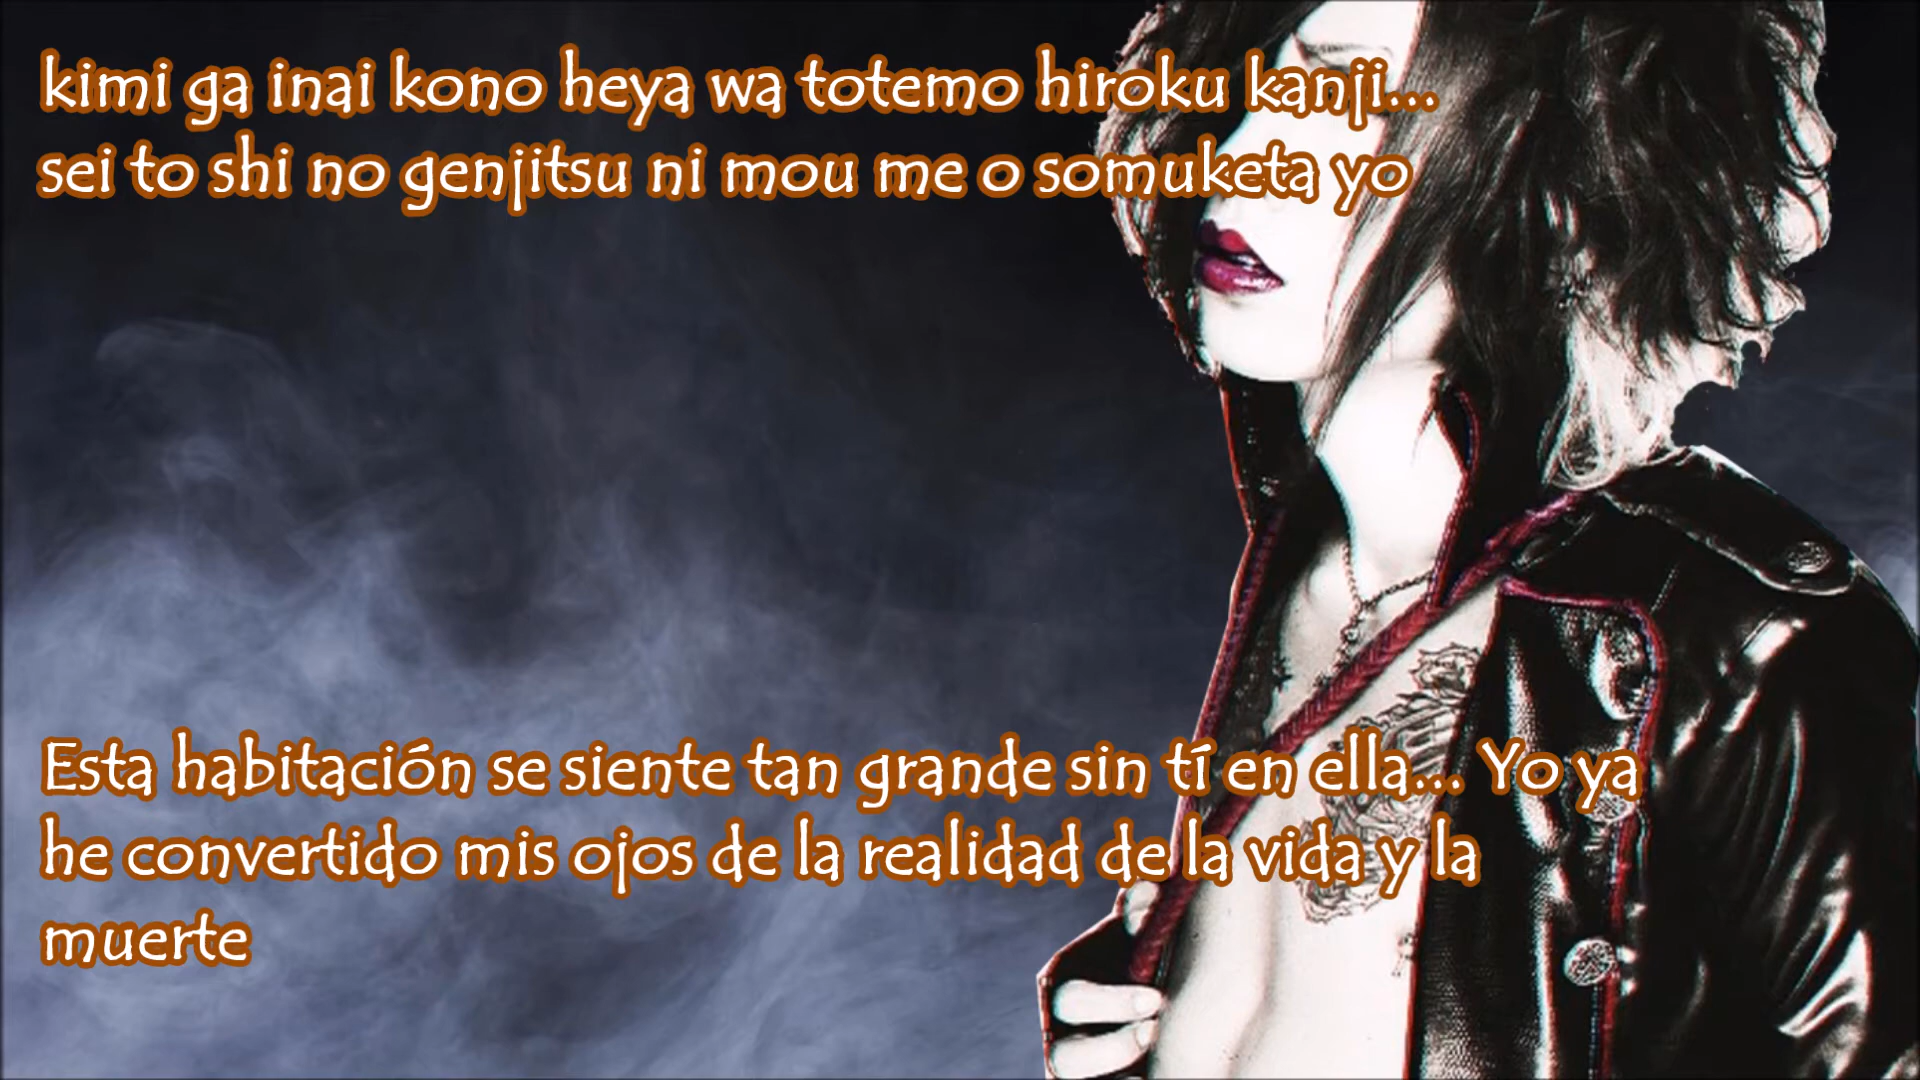 kimi ga inai kono heya wa totemo hiroku kanji...
sei to shi no genjitsu ni mou me o somuketa yo
Esta habitación se siente tan grande sin tí en ella... Yo ya
he convertido mis ojos de la realidad de la vida y la
muerte